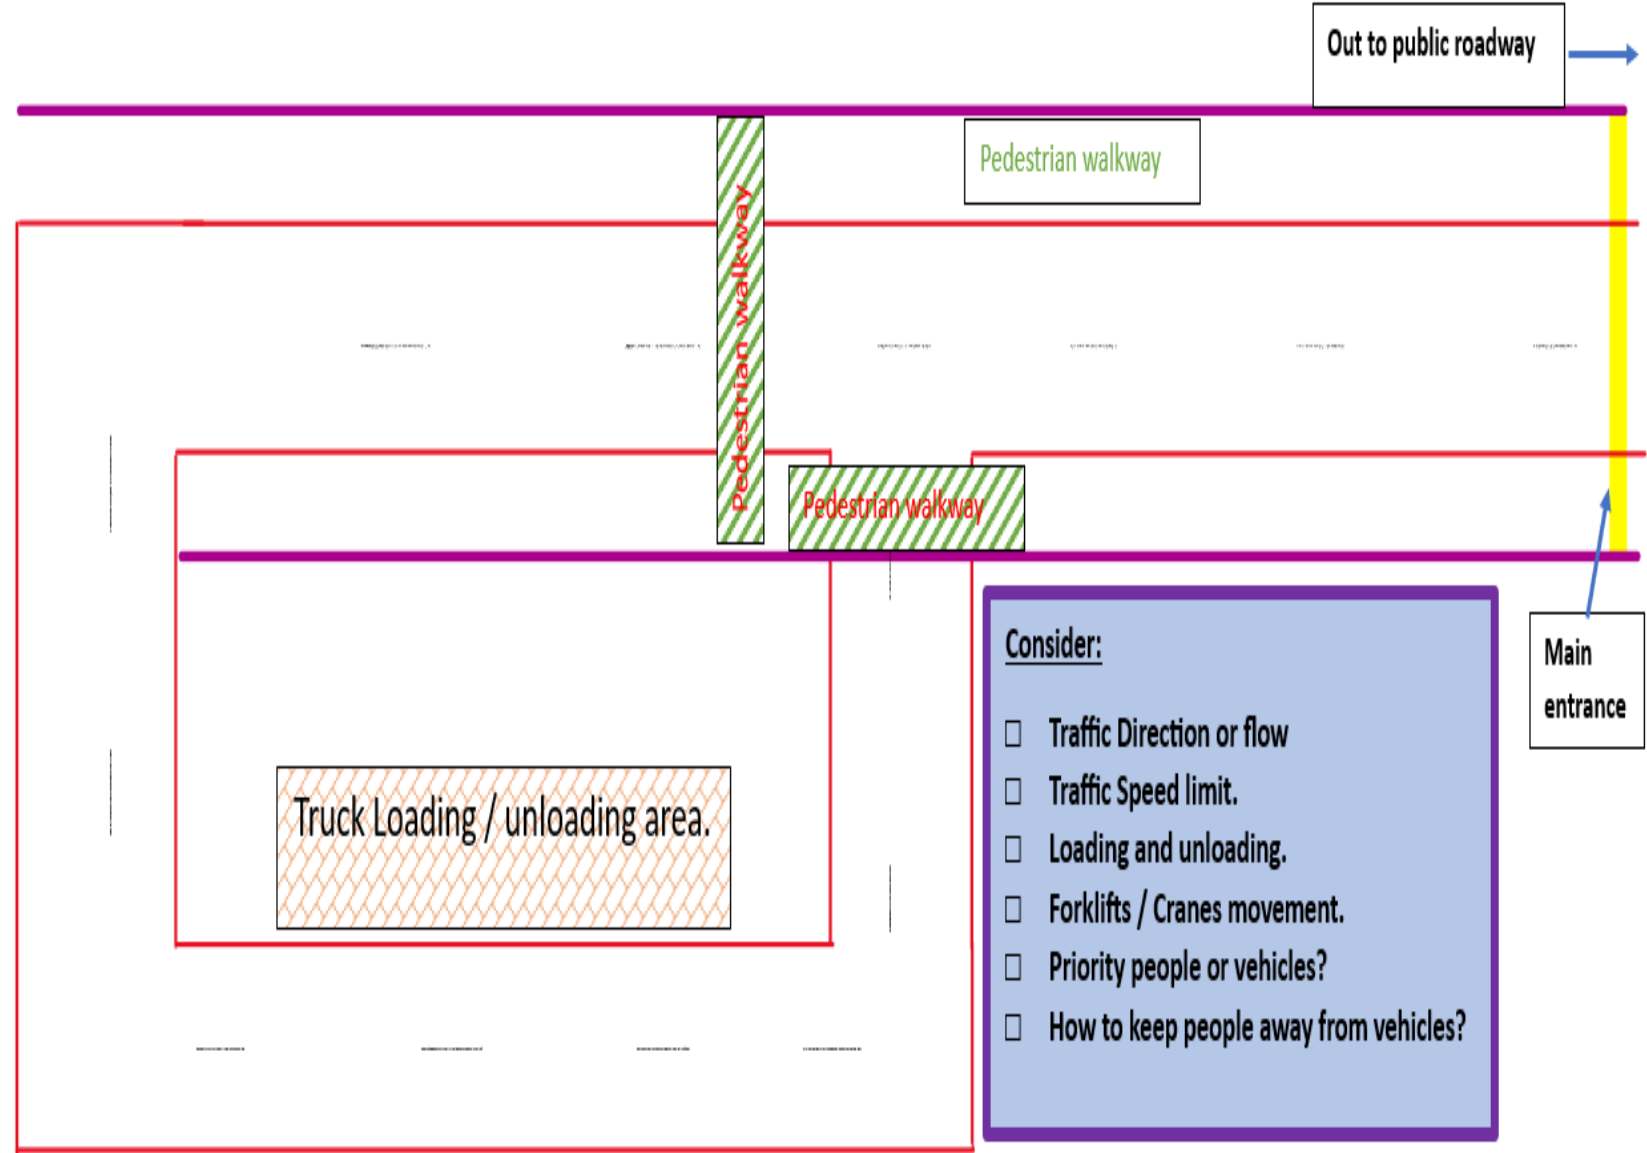 Out to public roadway
Pedestrian walkway
Pedestrian walkway
Pedestrian walkway
Truck Loading / unloading area.
Consider:
Traffic Direction or flow
Traffic Speed limit.
Loading and unloading.
Forklifts / Cranes movement.
Priority people or vehicles?
How to keep people away from vehicles?
Main
entrance